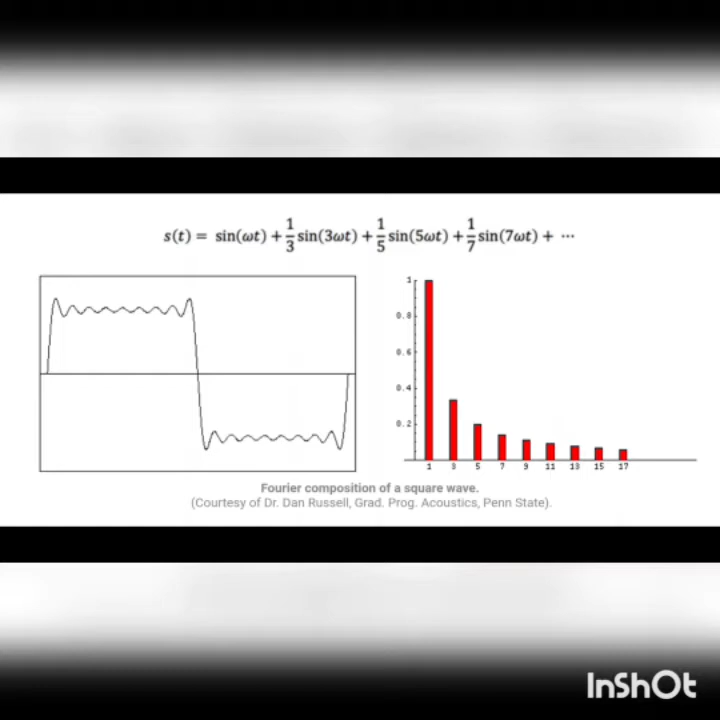 s(t) = sin(ωt) + 1/3 sin(3ωt) + 1/5 sin(5ωt) + 1/7 sin(7ωt) + ⋯
1
0.8
0.6
0.4
0.2
1 3 5 7 9 11 13 15 17
Fourier composition of a square wave.
(Courtesy of Dr. Dan Russell, Grad. Prog. Acoustics, Penn State).
InShOt